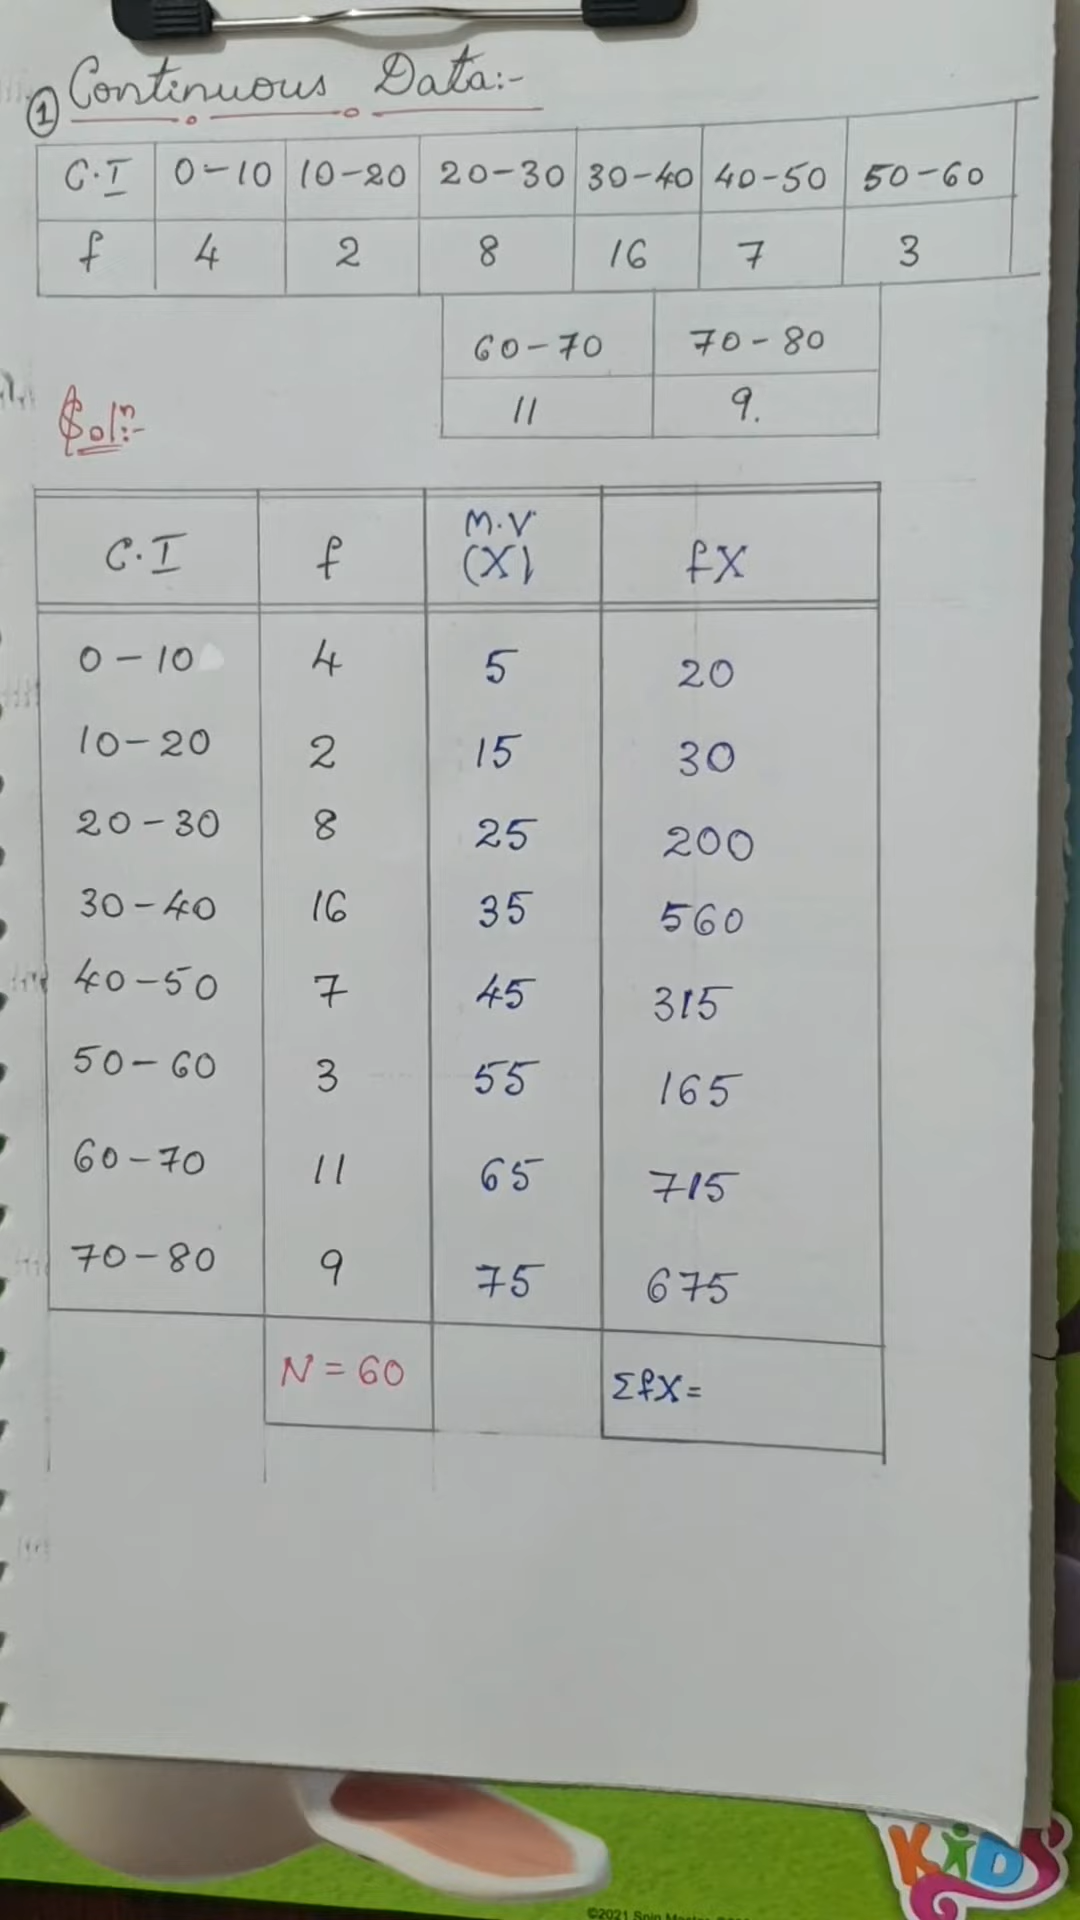 ① Continuous Data:-
C.I 0-10 10-20 20-30 30-40 40-50 50-60
f 4 2 8 16 7 3
60-70 70-80
11 9.
Solⁿ:-
C.I f M.V (X) fX
0-10 4 5 20
10-20 2 15 30
20-30 8 25 200
30-40 16 35 560
40-50 7 45 315
50-60 3 55 165
60-70 11 65 715
70-80 9 75 675
N = 60 ΣfX =
KiDS
©2021 Spin